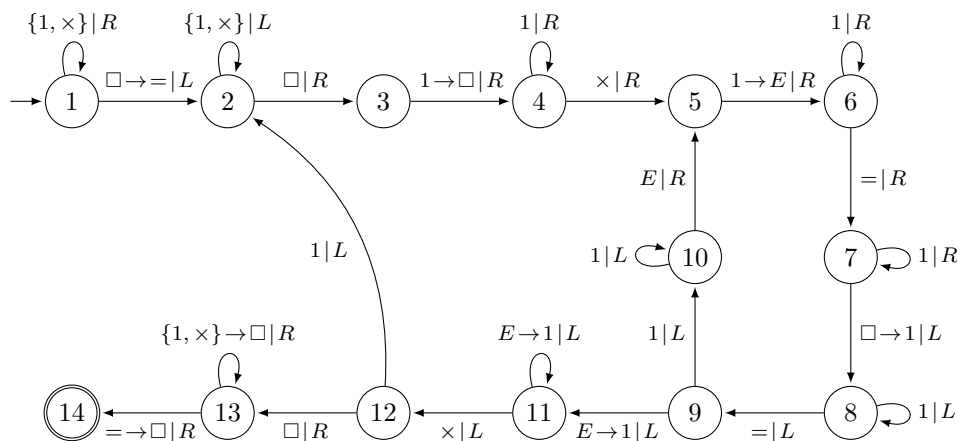 {1, ×}|R {1, ×}|L 1|R 1|R
1 □→=|L 2 □|R 3 1→□|R 4 ×|R 5 1→E|R 6
E|R =|R
1|L 1|L 10 7 1|R
{1, ×}→□|R E→1|L 1|L □→1|L
14 =→□|R 13 □|R 12 ×|L 11 E→1|L 9 =|L 8 1|L